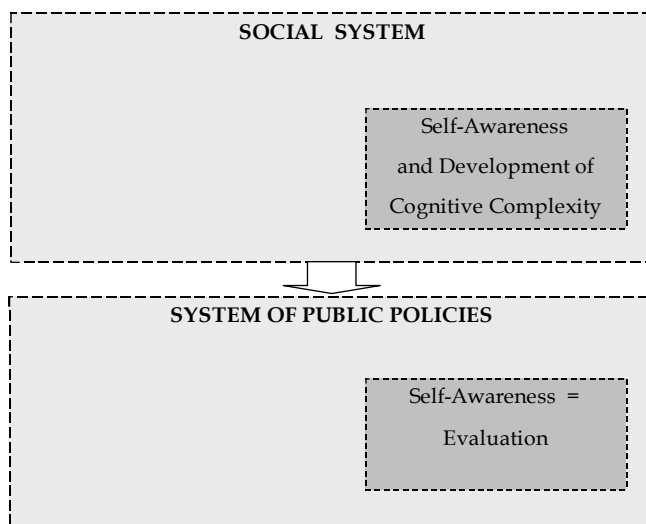 SOCIAL SYSTEM
Self-Awareness
and Development of
Cognitive Complexity
SYSTEM OF PUBLIC POLICIES
Self-Awareness =
Evaluation